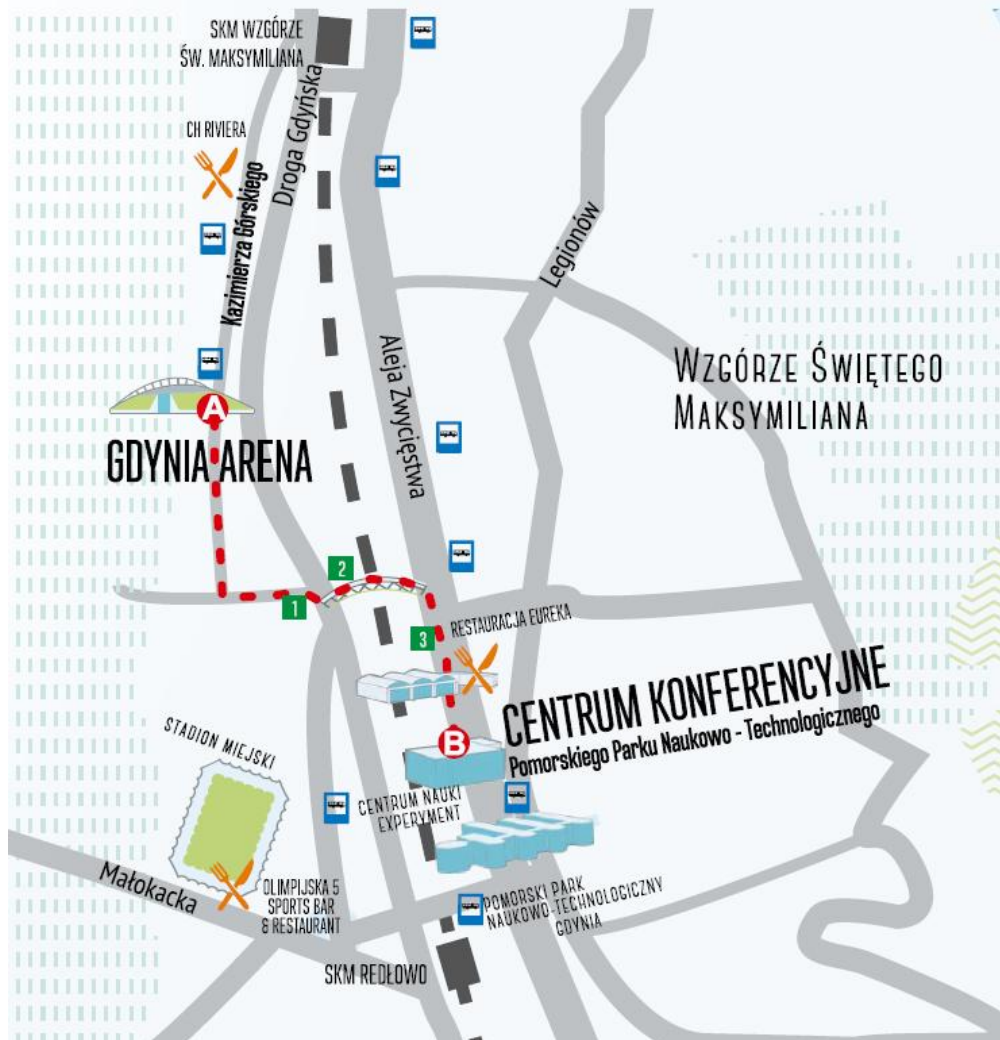 SKM WZGÓRZE
ŚW. MAKSYMILIANA
Droga Gdyńska
CH RIVIERA
Kazimierza Górskiego
Legionów
Aleja Zwycięstwa
WZGÓRZE ŚWIĘTEGO
MAKSYMILIANA
A
GDYNIA ARENA
2
1
3
RESTAURACJA EUREKA
CENTRUM KONFERENCYJNE
Pomorskiego Parku Naukowo - Technologicznego
B
STADION MIEJSKI
CENTRUM NAUKI
EXPERYMENT
Małokacka
OLIMPIJSKA 5
SPORTS BAR
& RESTAURANT
POMORSKI PARK
NAUKOWO-TECHNOLOGICZNY
GDYNIA
SKM REDŁOWO